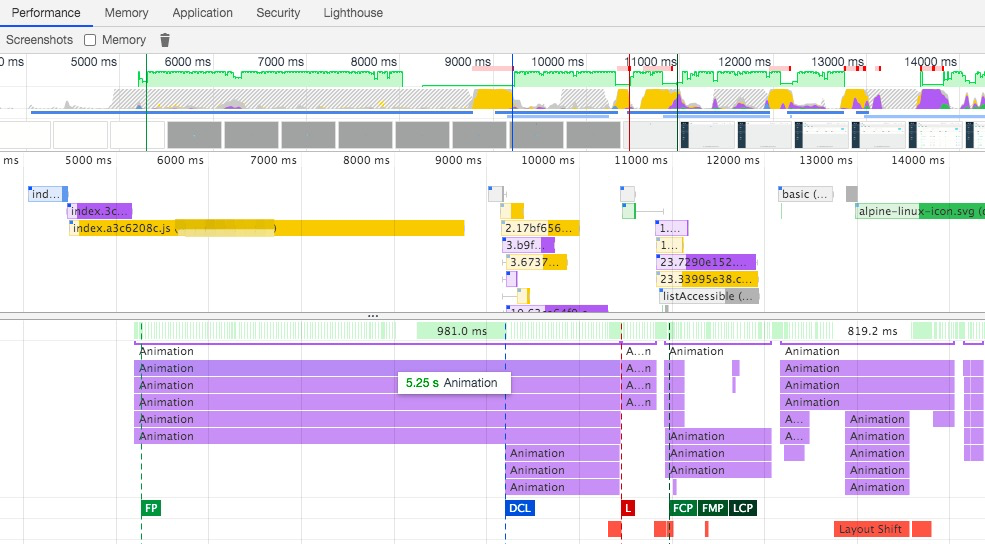 Performance Memory Application Security Lighthouse
Screenshots Memory
0 ms 5000 ms 6000 ms 7000 ms 8000 ms 9000 ms 10000 ms 11000 ms 12000 ms 13000 ms 14000 ms
ms 5000 ms 6000 ms 7000 ms 8000 ms 9000 ms 10000 ms 11000 ms 12000 ms 13000 ms 14000 ms
ind... basic (...
index.3c... alpine-linux-icon.svg (
index.a3c6208c.js ( ) 2.17bf656... 1....
3.b9f... 1...
3.6737... 23.7290e152....
23.33995e38.c...
listAccessible (...
...
981.0 ms 819.2 ms
Animation A...n Animation Animation
Animation A...n Animation
Animation A...n Animation
Animation A...n Animation
5.25 s Animation
Animation A... Animation
Animation Animation A... Animation
Animation Animation Animation
Animation Animation Animation
Animation Animation
FP DCL L FCP FMP LCP
Layout Shift